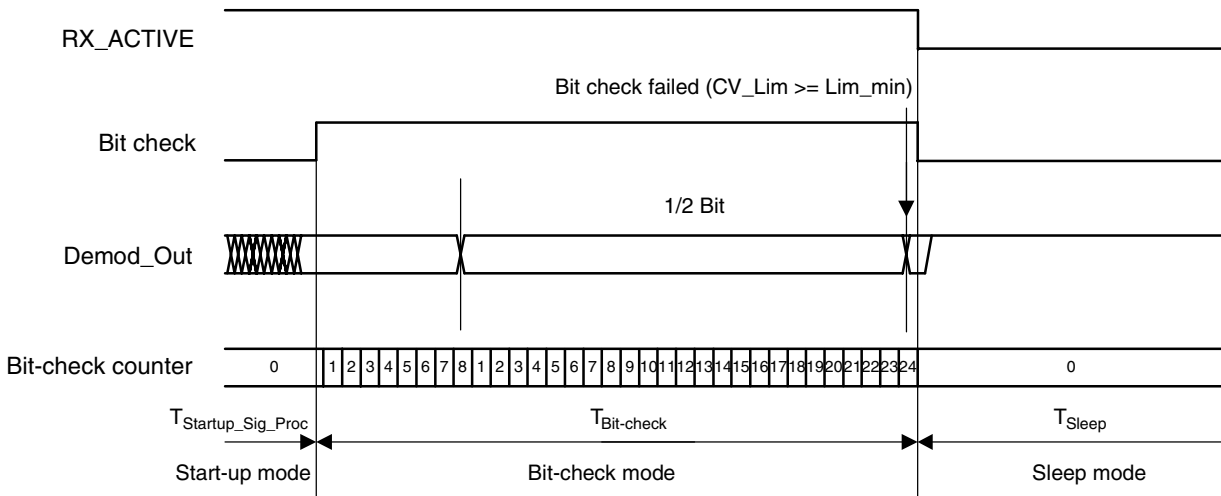 RX_ACTIVE
Bit check failed (CV_Lim >= Lim_min)
Bit check
1/2 Bit
Demod_Out
Bit-check counter 0 1 2 3 4 5 6 7 8 1 2 3 4 5 6 7 8 9 10 11 12 13 14 15 16 17 18 19 20 21 22 23 24 0
TStartup_Sig_Proc TBit-check TSleep
Start-up mode Bit-check mode Sleep mode